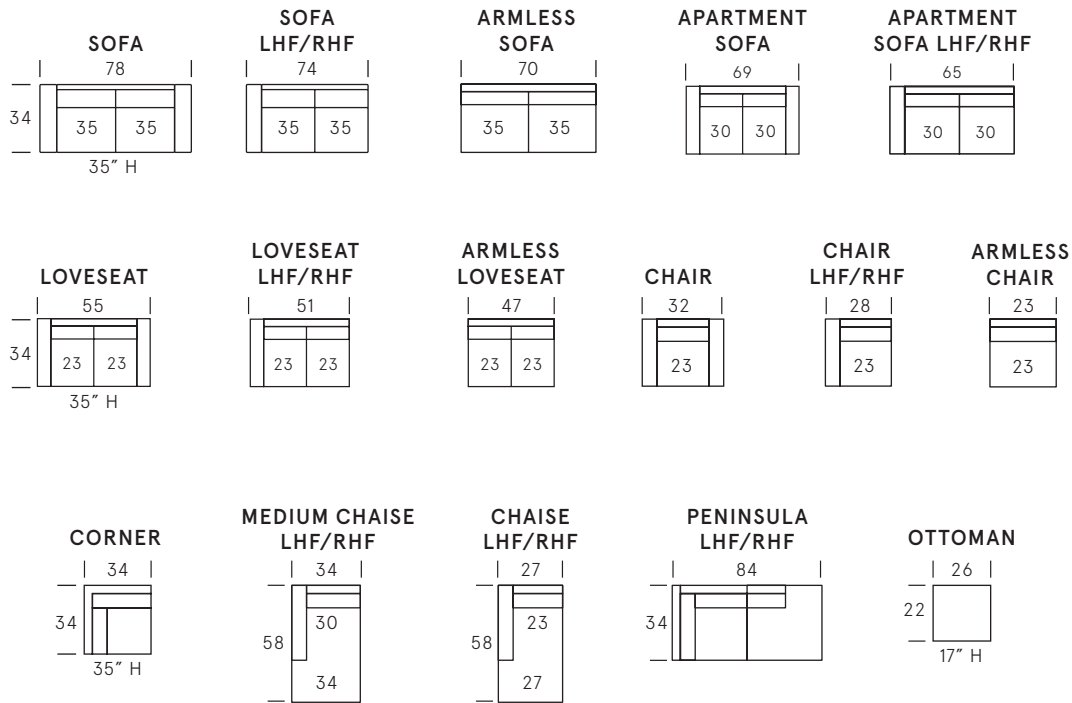 SOFA
78
34
35 35
35″ H
SOFA
LHF/RHF
74
35 35
ARMLESS
SOFA
70
35 35
APARTMENT
SOFA
69
30 30
APARTMENT
SOFA LHF/RHF
65
30 30
LOVESEAT
55
34
23 23
35″ H
LOVESEAT
LHF/RHF
51
23 23
ARMLESS
LOVESEAT
47
23 23
CHAIR
32
23
CHAIR
LHF/RHF
28
23
ARMLESS
CHAIR
23
23
CORNER
34
34
35″ H
MEDIUM CHAISE
LHF/RHF
34
30
58
34
CHAISE
LHF/RHF
27
23
58
27
PENINSULA
LHF/RHF
84
34
OTTOMAN
26
22
17″ H